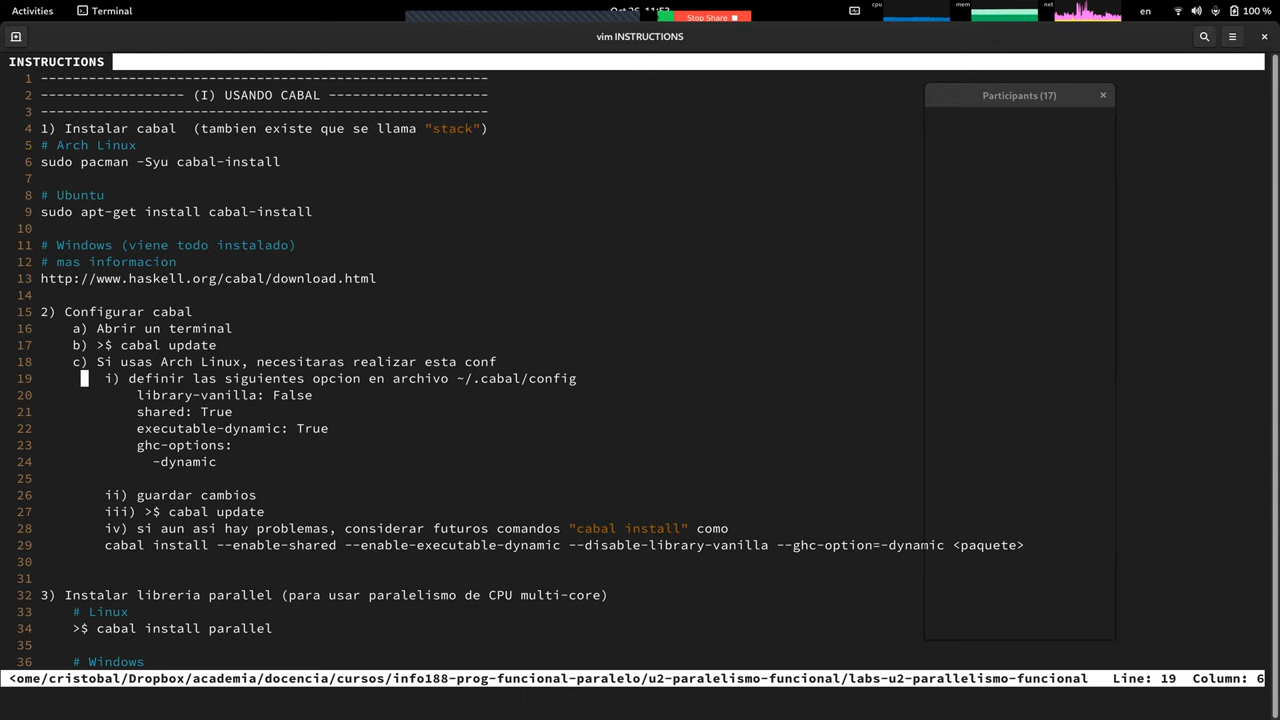 Activities Terminal Stop Share cpu mem net en 100 %
vim INSTRUCTIONS
INSTRUCTIONS
Participants (17)
1 --------------------------------------------------------
2 ------------------ (I) USANDO CABAL --------------------
3 --------------------------------------------------------
4 1) Instalar cabal  (tambien existe que se llama "stack")
5 # Arch Linux
6 sudo pacman -Syu cabal-install
7
8 # Ubuntu
9 sudo apt-get install cabal-install
10
11 # Windows (viene todo instalado)
12 # mas informacion
13 http://www.haskell.org/cabal/download.html
14
15 2) Configurar cabal
16 a) Abrir un terminal
17 b) >$ cabal update
18 c) Si usas Arch Linux, necesitaras realizar esta conf
19 i) definir las siguientes opcion en archivo ~/.cabal/config
20 library-vanilla: False
21 shared: True
22 executable-dynamic: True
23 ghc-options:
24 -dynamic
25
26 ii) guardar cambios
27 iii) >$ cabal update
28 iv) si aun asi hay problemas, considerar futuros comandos "cabal install" como
29 cabal install --enable-shared --enable-executable-dynamic --disable-library-vanilla --ghc-option=-dynamic <paquete>
30
31
32 3) Instalar libreria parallel (para usar paralelismo de CPU multi-core)
33 # Linux
34 >$ cabal install parallel
35
36 # Windows
<ome/cristobal/Dropbox/academia/docencia/cursos/info188-prog-funcional-paralelo/u2-paralelismo-funcional/labs-u2-parallelismo-funcional Line: 19 Column: 6